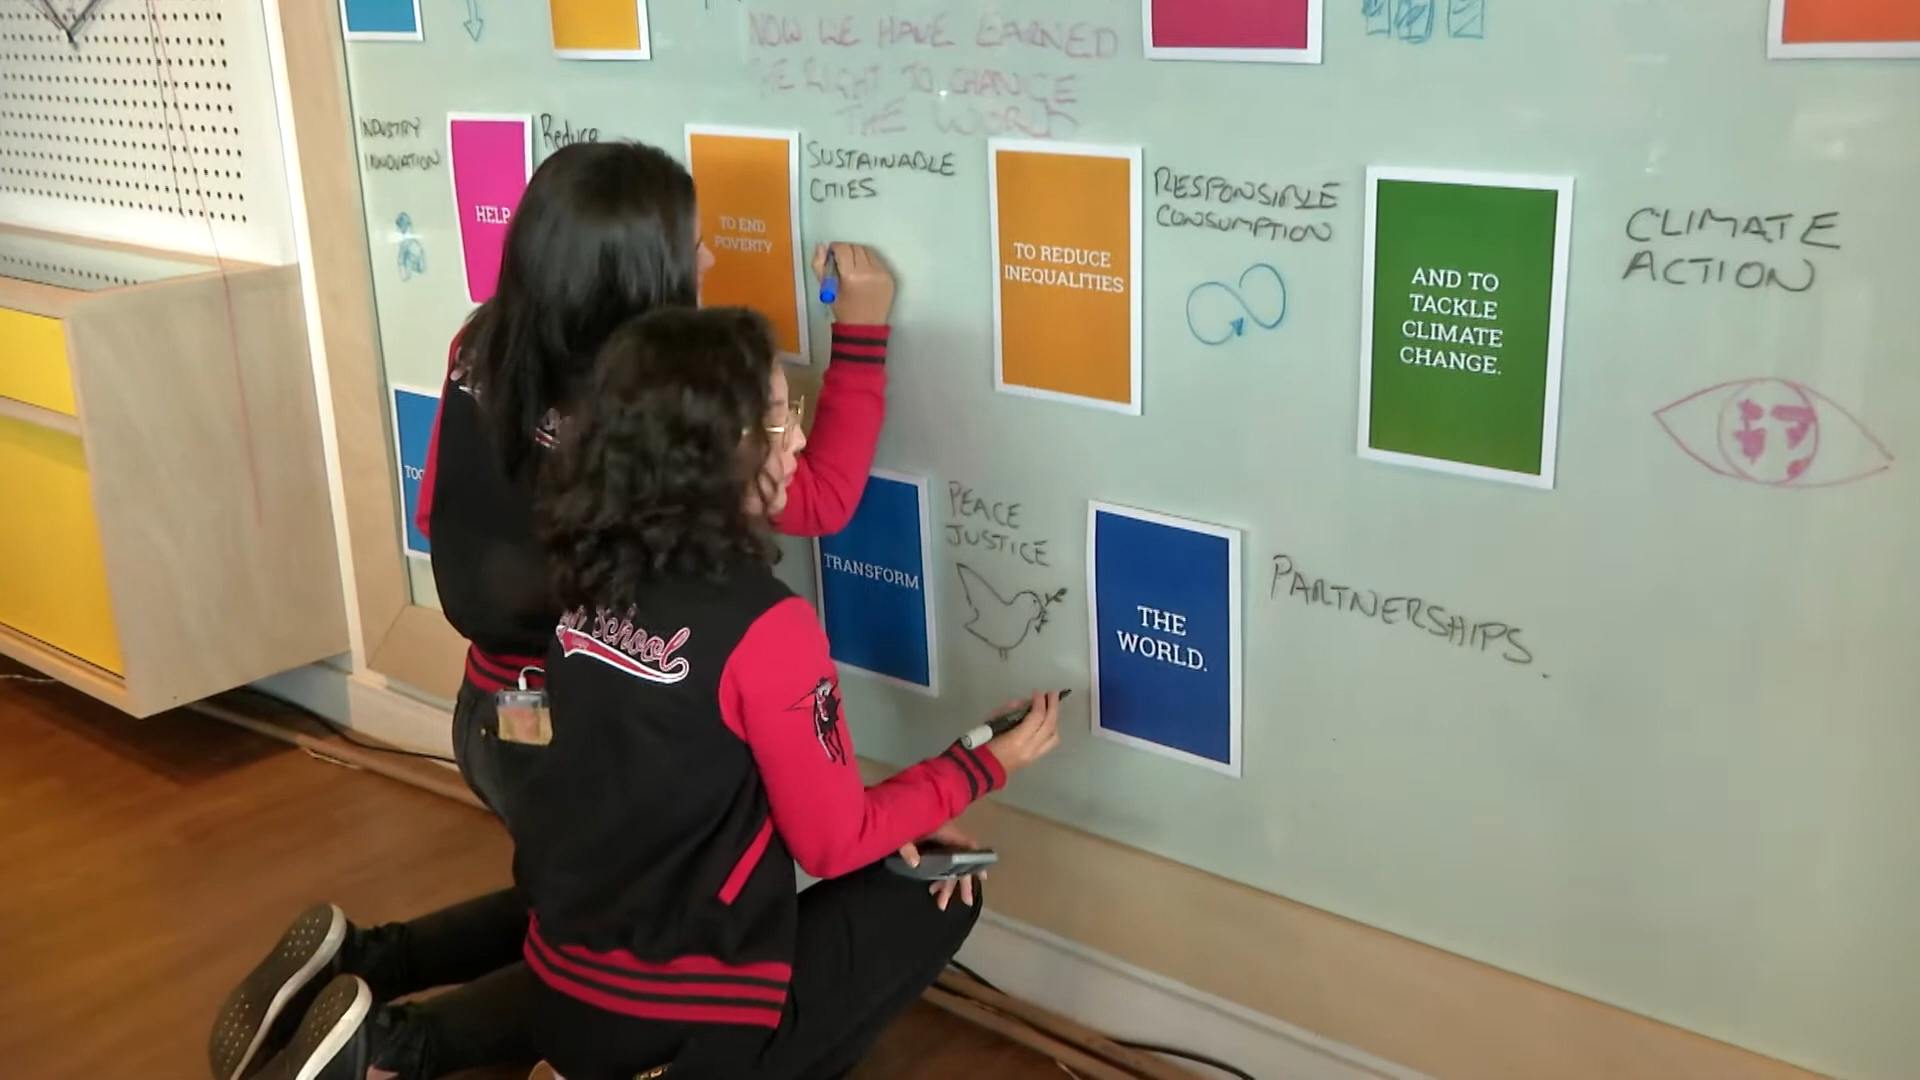 NOW WE HAVE EARNED
THE RIGHT TO CHANGE
THE WORLD
INDUSTRY
INNOVATION
HELP
Reduce
TO END
POVERTY
SUSTAINABLE
CITIES
TO REDUCE
INEQUALITIES
RESPONSIBLE
CONSUMPTION
AND TO
TACKLE
CLIMATE
CHANGE.
CLIMATE
ACTION
TRANSFORM
PEACE
JUSTICE
THE
WORLD.
PARTNERSHIPS.
School